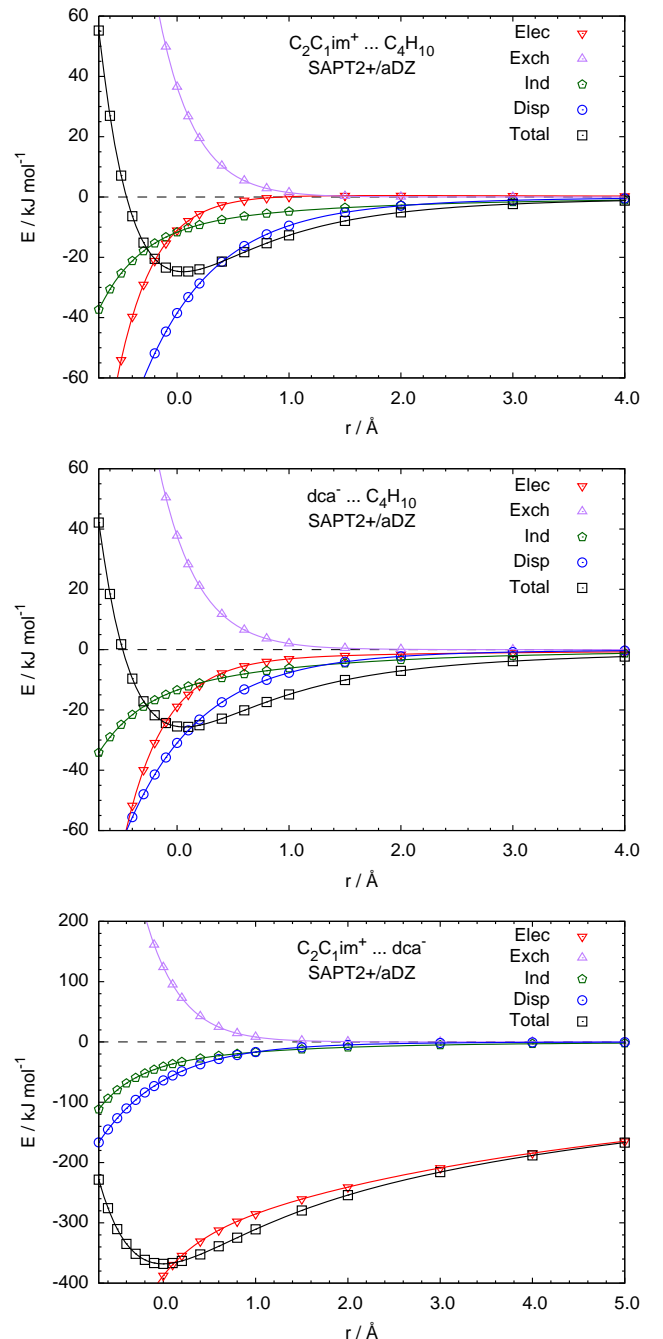 60
40
20
0
-20
-40
-60
E / kJ mol⁻¹
C₂C₁im⁺ ... C₄H₁₀
SAPT2+/aDZ
Elec
Exch
Ind
Disp
Total
0.0 1.0 2.0 3.0 4.0
r / Å
60
40
20
0
-20
-40
-60
E / kJ mol⁻¹
dca⁻ ... C₄H₁₀
SAPT2+/aDZ
Elec
Exch
Ind
Disp
Total
0.0 1.0 2.0 3.0 4.0
r / Å
200
100
0
-100
-200
-300
-400
E / kJ mol⁻¹
C₂C₁im⁺ ... dca⁻
SAPT2+/aDZ
Elec
Exch
Ind
Disp
Total
0.0 1.0 2.0 3.0 4.0 5.0
r / Å